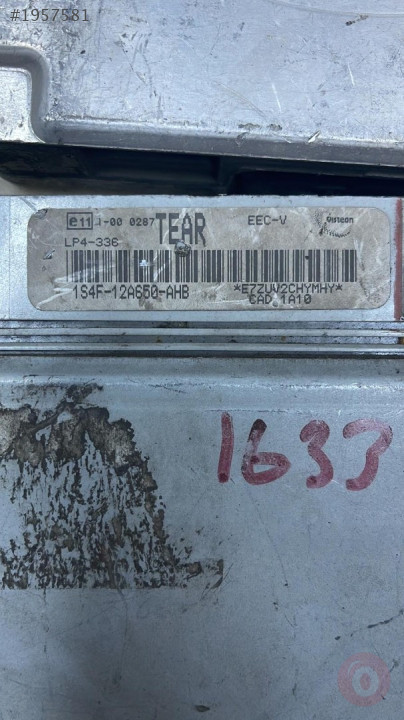 #1957581
e11 I-00 0287 TEAR EEC-V Visteon
LP4-336
1S4F-12A650-AHB *E7ZUV2CHYMHY*
CAD 1A10
1633